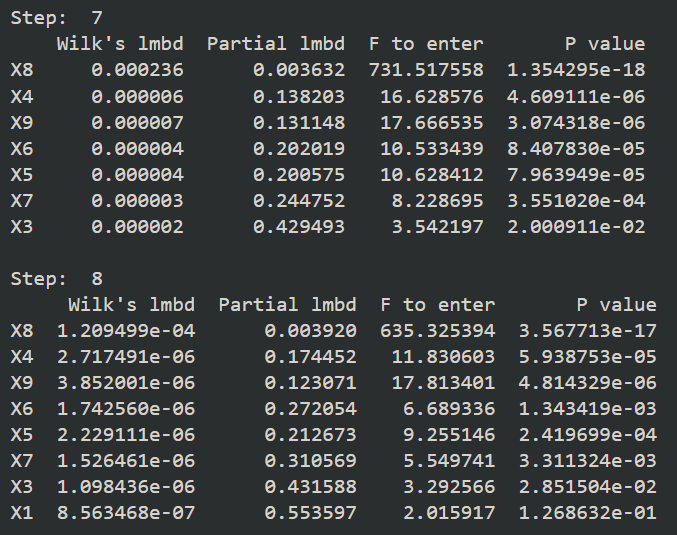 Step:  7
    Wilk's lmbd  Partial lmbd  F to enter       P value
X8     0.000236      0.003632  731.517558  1.354295e-18
X4     0.000006      0.138203   16.628576  4.609111e-06
X9     0.000007      0.131148   17.666535  3.074318e-06
X6     0.000004      0.202019   10.533439  8.407830e-05
X5     0.000004      0.200575   10.628412  7.963949e-05
X7     0.000003      0.244752    8.228695  3.551020e-04
X3     0.000002      0.429493    3.542197  2.000911e-02
Step:  8
     Wilk's lmbd  Partial lmbd  F to enter       P value
X8  1.209499e-04      0.003920  635.325394  3.567713e-17
X4  2.717491e-06      0.174452   11.830603  5.938753e-05
X9  3.852001e-06      0.123071   17.813401  4.814329e-06
X6  1.742560e-06      0.272054    6.689336  1.343419e-03
X5  2.229111e-06      0.212673    9.255146  2.419699e-04
X7  1.526461e-06      0.310569    5.549741  3.311324e-03
X3  1.098436e-06      0.431588    3.292566  2.851504e-02
X1  8.563468e-07      0.553597    2.015917  1.268632e-01